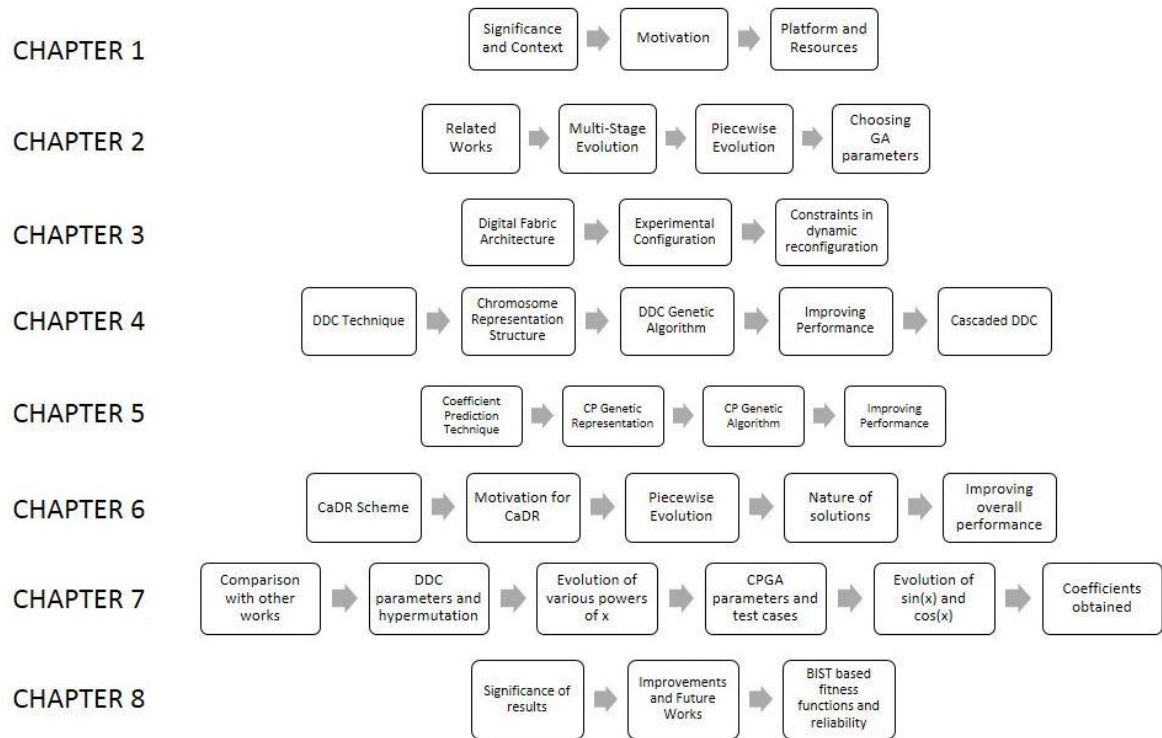 CHAPTER 1
Significance
and Context
Motivation
Platform and
Resources
CHAPTER 2
Related
Works
Multi-Stage
Evolution
Piecewise
Evolution
Choosing
GA
parameters
CHAPTER 3
Digital Fabric
Architecture
Experimental
Configuration
Constraints in
dynamic
reconfiguration
CHAPTER 4
DDC Technique
Chromosome
Representation
Structure
DDC Genetic
Algorithm
Improving
Performance
Cascaded DDC
CHAPTER 5
Coefficient
Prediction
Technique
CP Genetic
Representation
CP Genetic
Algorithm
Improving
Performance
CHAPTER 6
CaDR Scheme
Motivation for
CaDR
Piecewise
Evolution
Nature of
solutions
Improving
overall
performance
CHAPTER 7
Comparison
with other
works
DDC
parameters and
hypermutation
Evolution of
various powers
of x
CPGA
parameters and
test cases
Evolution of
sin(x) and
cos(x)
Coefficients
obtained
CHAPTER 8
Significance of
results
Improvements
and Future
Works
BIST based
fitness
functions and
reliability